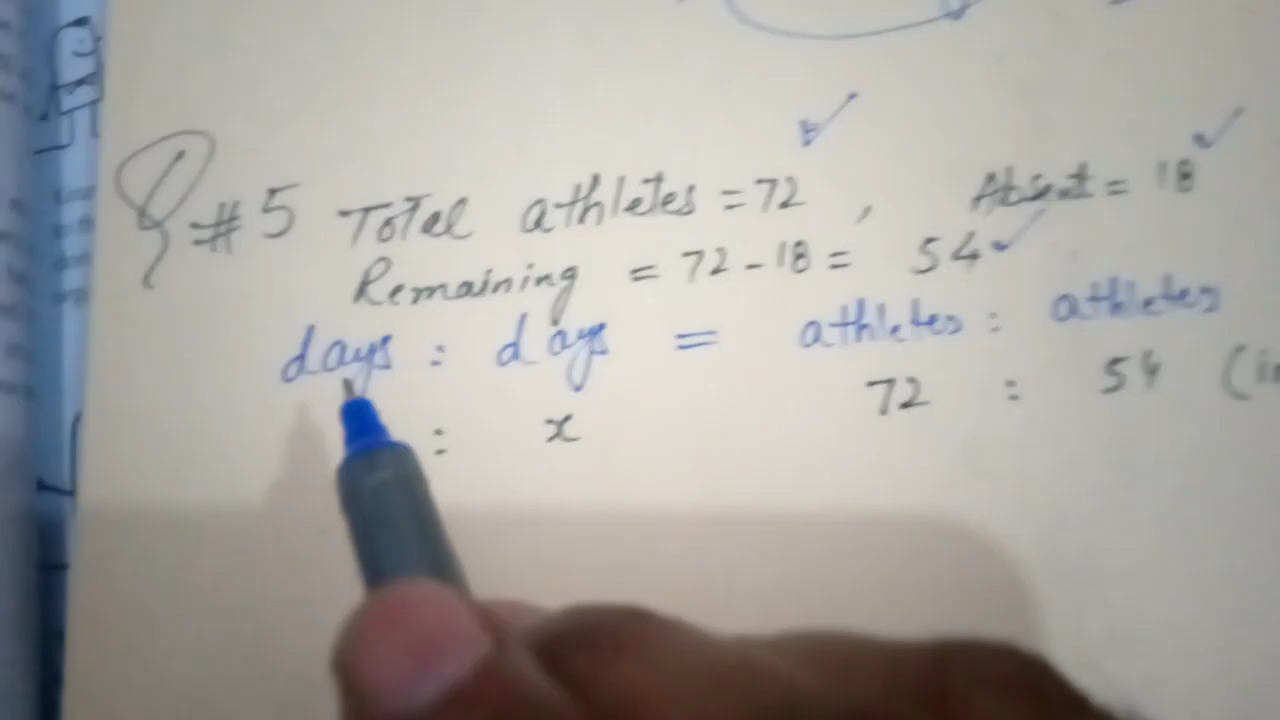 Q#5 Total athletes = 72 , Absent = 18
Remaining = 72 - 18 = 54
days : days = athletes : athletes
: x 72 : 54